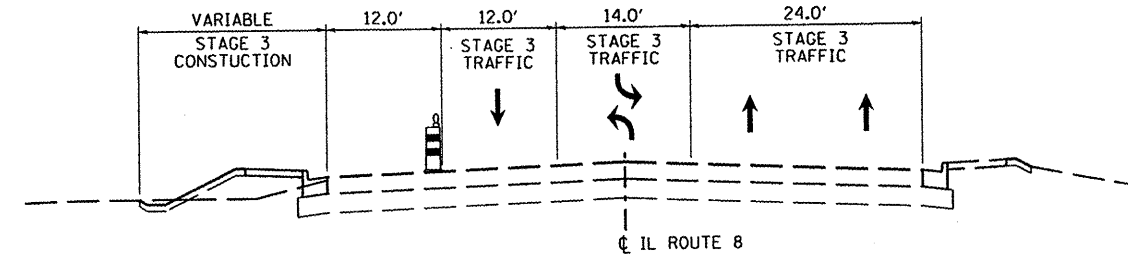 VARIABLE 12.0' 12.0' 14.0' 24.0'
STAGE 3
CONSTUCTION
STAGE 3
TRAFFIC
STAGE 3
TRAFFIC
STAGE 3
TRAFFIC
℄ IL ROUTE 8